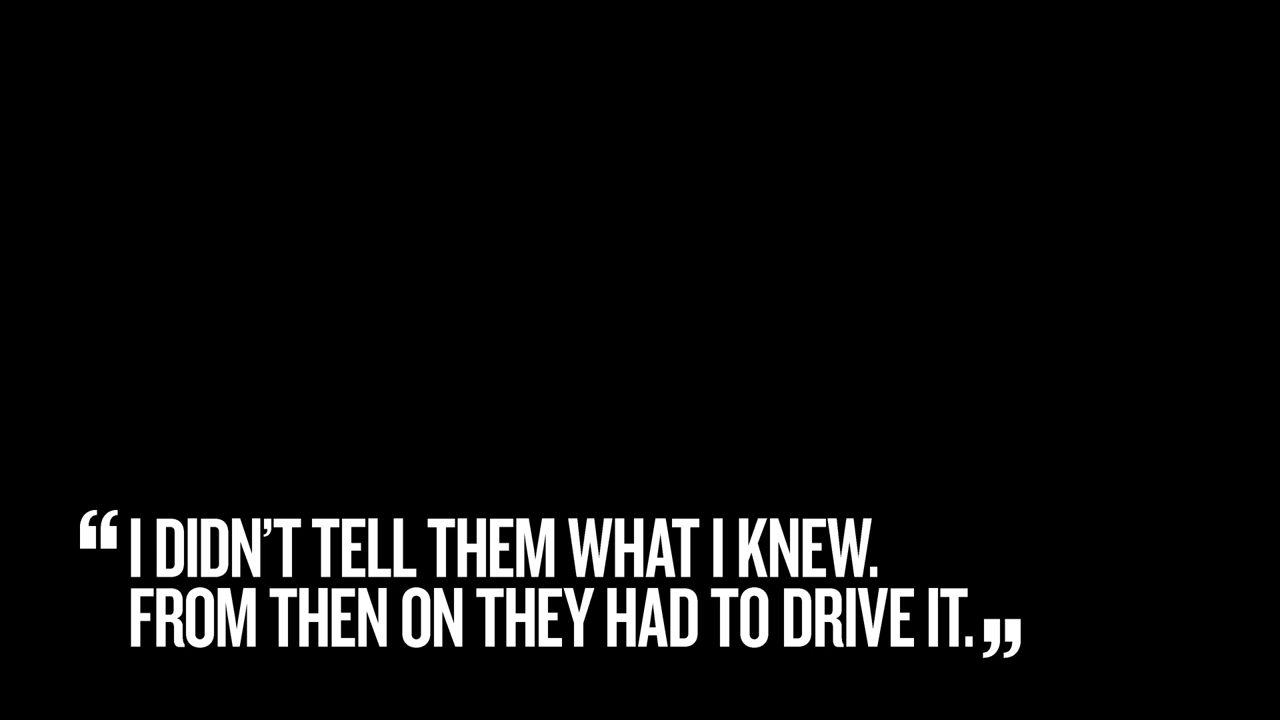 “I DIDN’T TELL THEM WHAT I KNEW.
FROM THEN ON THEY HAD TO DRIVE IT.”